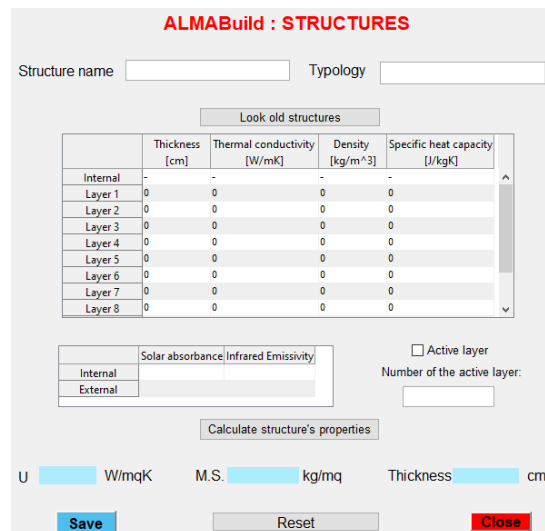 ALMABuild : STRUCTURES
Structure name Typology
Look old structures
Thickness Thermal conductivity Density Specific heat capacity
[cm] [W/mK] [kg/m^3] [J/kgK]
Internal - - - -
Layer 1 0 0 0 0
Layer 2 0 0 0 0
Layer 3 0 0 0 0
Layer 4 0 0 0 0
Layer 5 0 0 0 0
Layer 6 0 0 0 0
Layer 7 0 0 0 0
Layer 8 0 0 0 0
Solar absorbance Infrared Emissivity
Internal
External
Active layer
Number of the active layer:
Calculate structure's properties
U W/mqK M.S. kg/mq Thickness cm
Save Reset Close